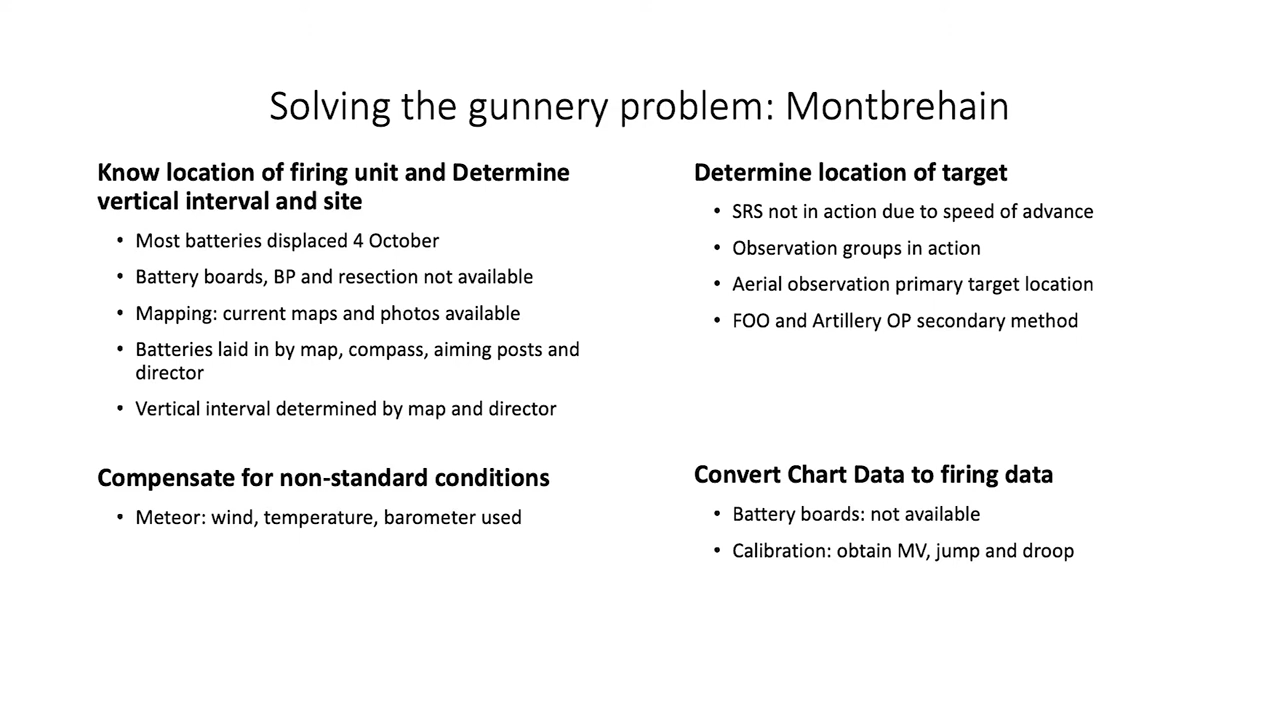 Solving the gunnery problem: Montbrehain
Know location of firing unit and Determine
vertical interval and site
• Most batteries displaced 4 October
• Battery boards, BP and resection not available
• Mapping: current maps and photos available
• Batteries laid in by map, compass, aiming posts and
director
• Vertical interval determined by map and director
Compensate for non-standard conditions
• Meteor: wind, temperature, barometer used
Determine location of target
• SRS not in action due to speed of advance
• Observation groups in action
• Aerial observation primary target location
• FOO and Artillery OP secondary method
Convert Chart Data to firing data
• Battery boards: not available
• Calibration: obtain MV, jump and droop